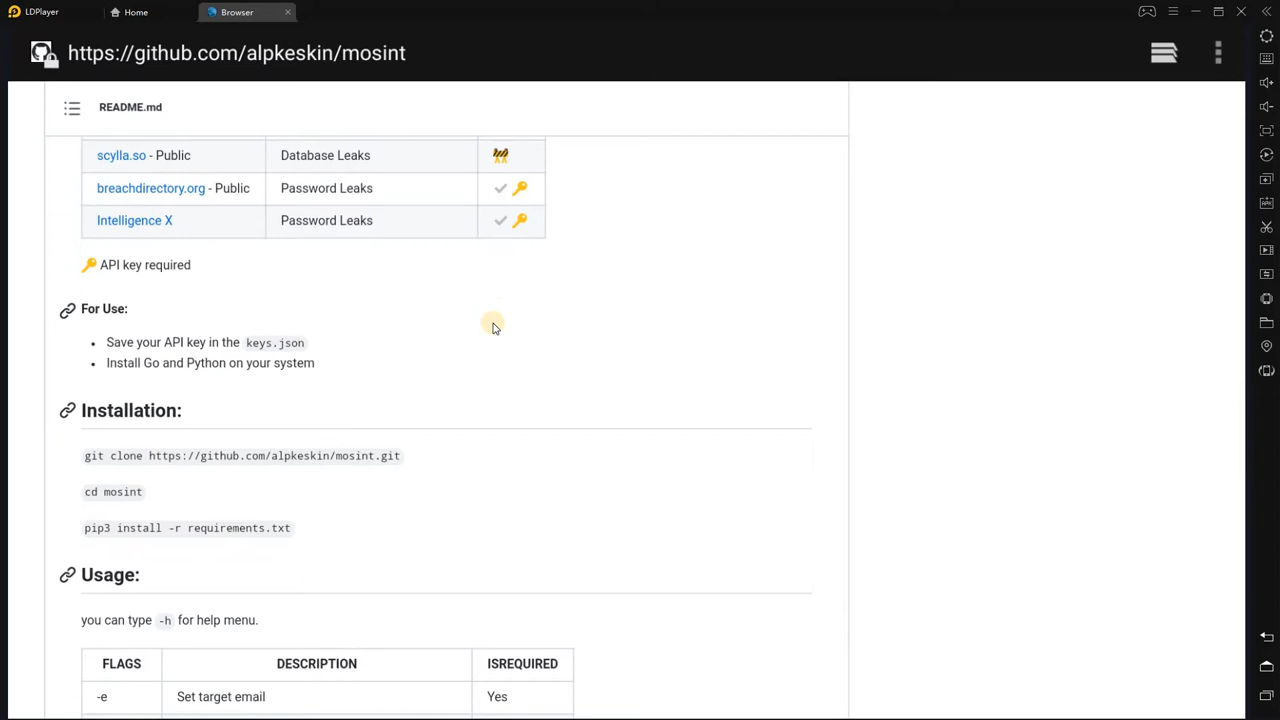 LDPlayer
Home
Browser
https://github.com/alpkeskin/mosint
README.md
scylla.so - Public
Database Leaks
breachdirectory.org - Public
Password Leaks
Intelligence X
Password Leaks
API key required
For Use:
Save your API key in the keys.json
Install Go and Python on your system
Installation:
git clone https://github.com/alpkeskin/mosint.git
cd mosint
pip3 install -r requirements.txt
Usage:
you can type -h for help menu.
FLAGS
DESCRIPTION
ISREQUIRED
-e
Set target email
Yes